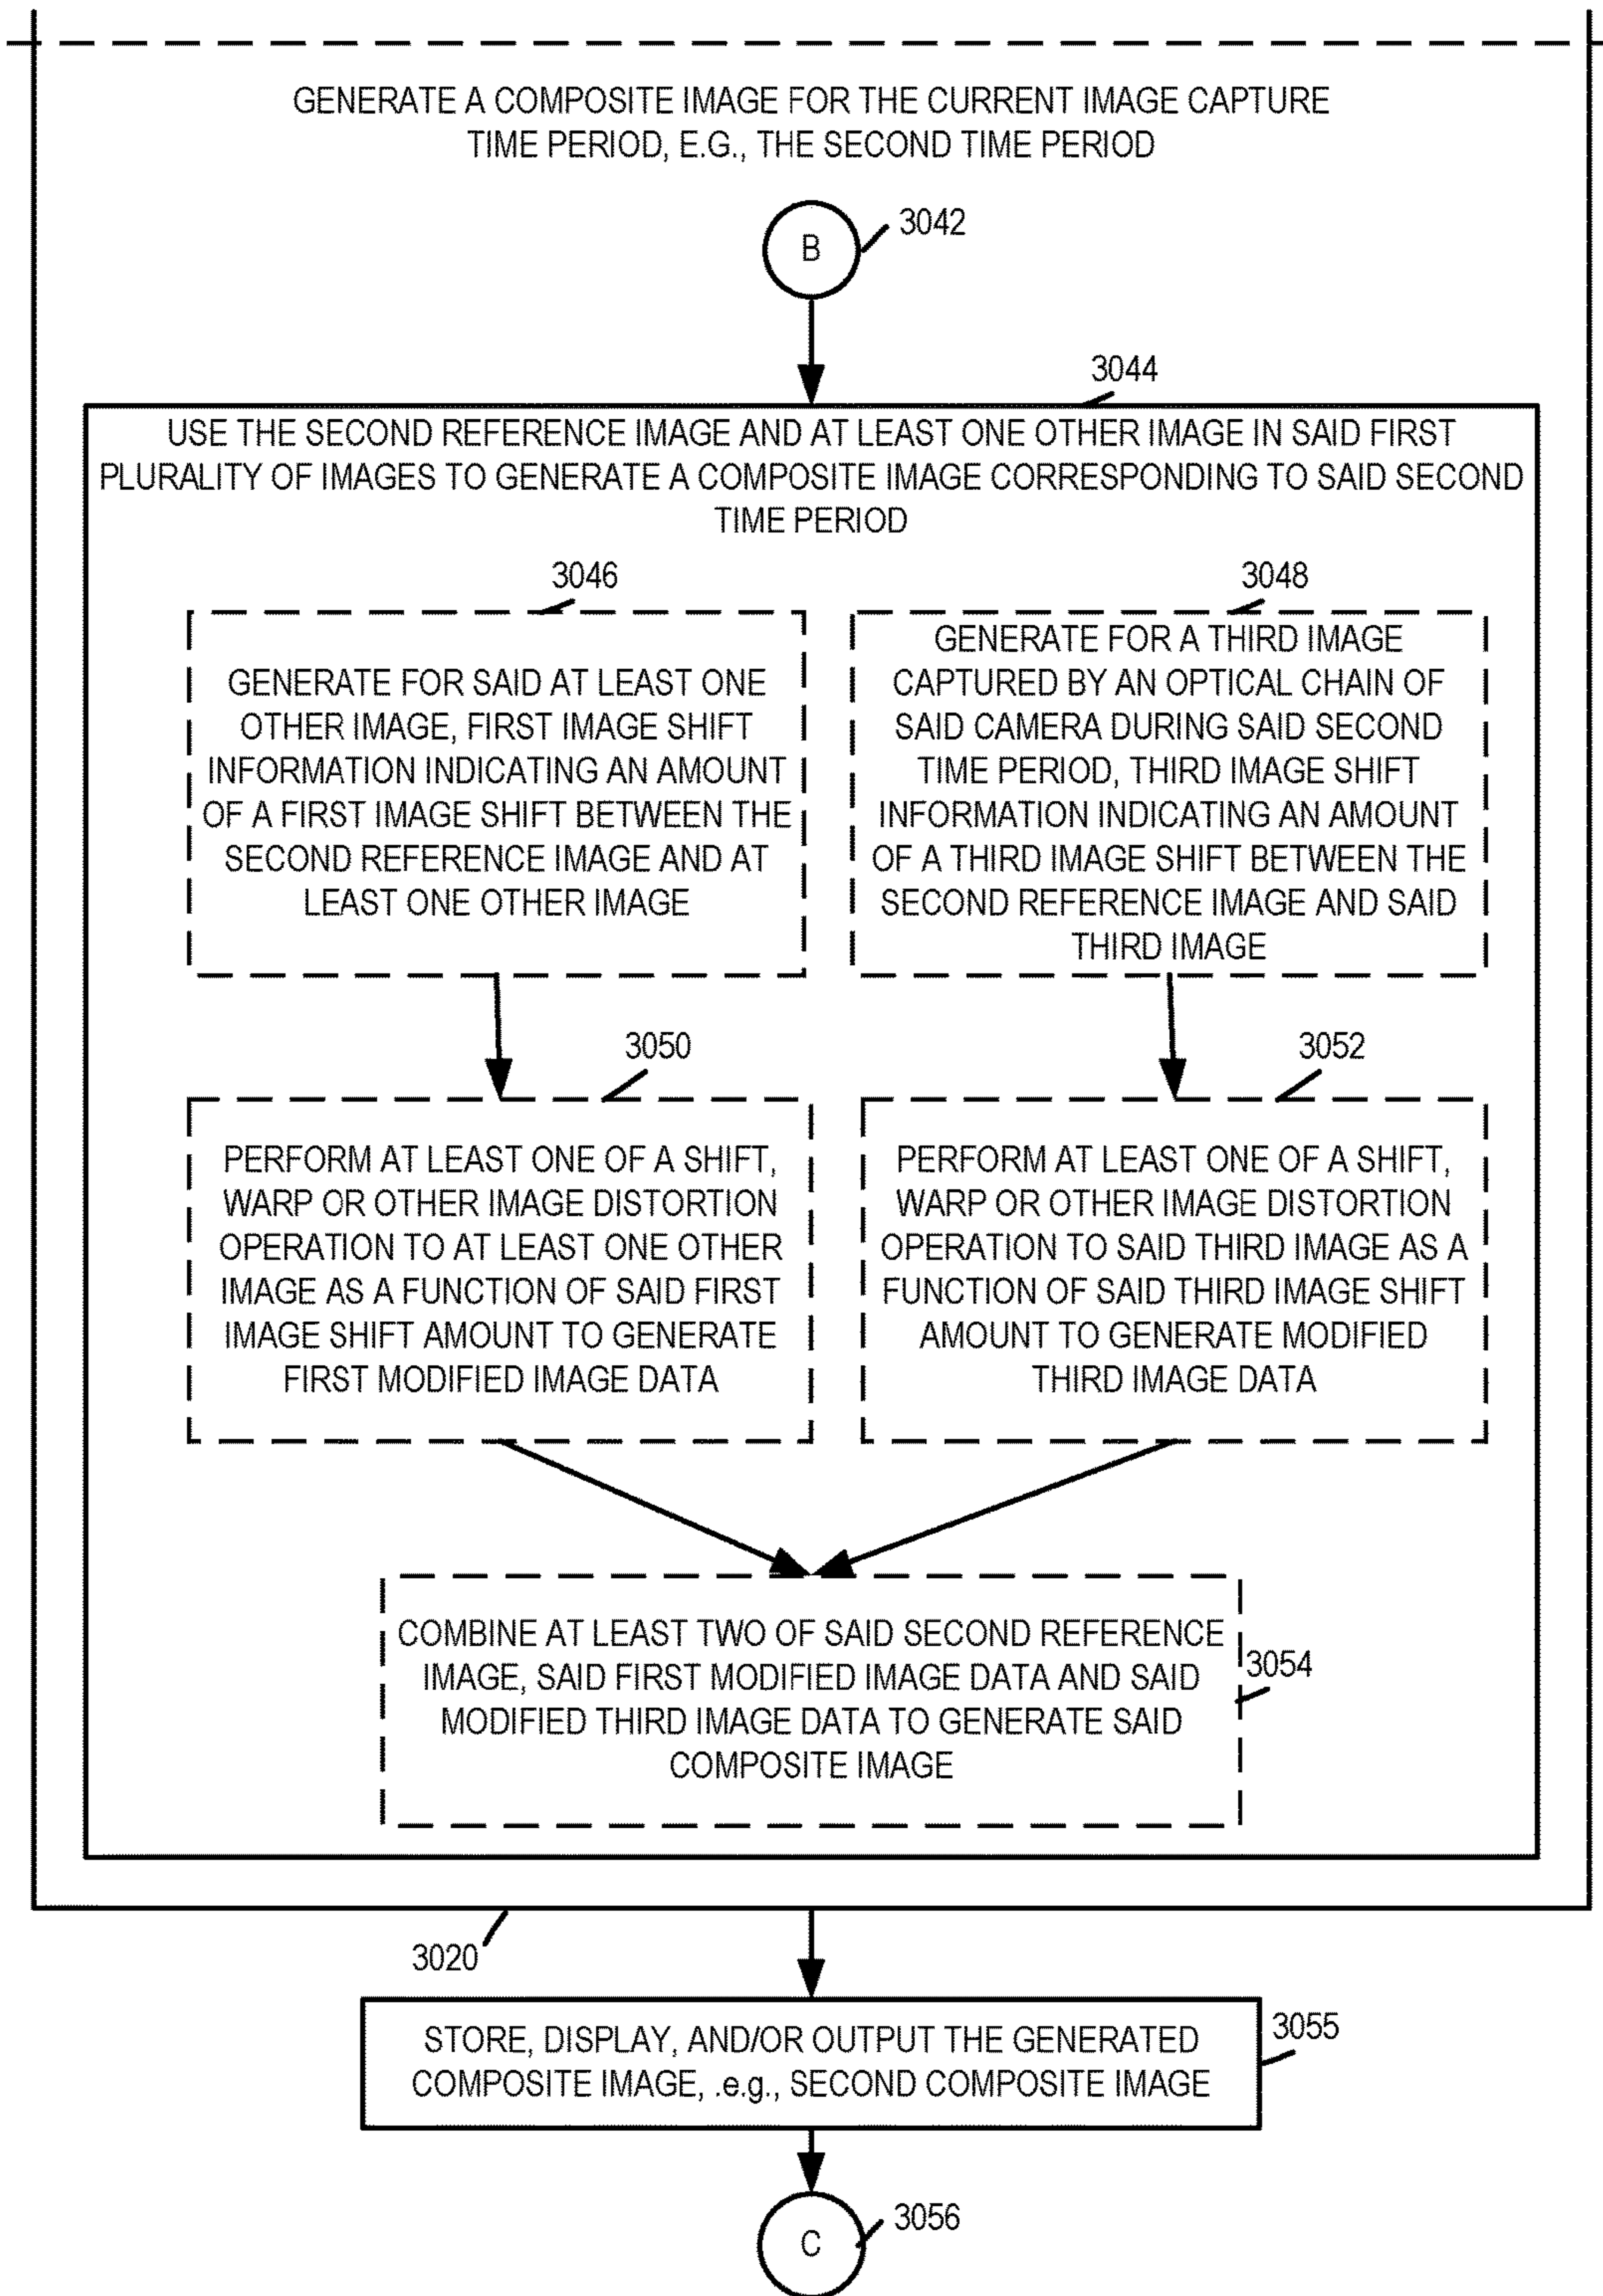 GENERATE A COMPOSITE IMAGE FOR THE CURRENT IMAGE CAPTURE
TIME PERIOD, E.G., THE SECOND TIME PERIOD
B
3042
3044
USE THE SECOND REFERENCE IMAGE AND AT LEAST ONE OTHER IMAGE IN SAID FIRST
PLURALITY OF IMAGES TO GENERATE A COMPOSITE IMAGE CORRESPONDING TO SAID SECOND
TIME PERIOD
3046
GENERATE FOR SAID AT LEAST ONE
OTHER IMAGE, FIRST IMAGE SHIFT
INFORMATION INDICATING AN AMOUNT
OF A FIRST IMAGE SHIFT BETWEEN THE
SECOND REFERENCE IMAGE AND AT
LEAST ONE OTHER IMAGE
3048
GENERATE FOR A THIRD IMAGE
CAPTURED BY AN OPTICAL CHAIN OF
SAID CAMERA DURING SAID SECOND
TIME PERIOD, THIRD IMAGE SHIFT
INFORMATION INDICATING AN AMOUNT
OF A THIRD IMAGE SHIFT BETWEEN THE
SECOND REFERENCE IMAGE AND SAID
THIRD IMAGE
3050
PERFORM AT LEAST ONE OF A SHIFT,
WARP OR OTHER IMAGE DISTORTION
OPERATION TO AT LEAST ONE OTHER
IMAGE AS A FUNCTION OF SAID FIRST
IMAGE SHIFT AMOUNT TO GENERATE
FIRST MODIFIED IMAGE DATA
3052
PERFORM AT LEAST ONE OF A SHIFT,
WARP OR OTHER IMAGE DISTORTION
OPERATION TO SAID THIRD IMAGE AS A
FUNCTION OF SAID THIRD IMAGE SHIFT
AMOUNT TO GENERATE MODIFIED
THIRD IMAGE DATA
COMBINE AT LEAST TWO OF SAID SECOND REFERENCE
IMAGE, SAID FIRST MODIFIED IMAGE DATA AND SAID
MODIFIED THIRD IMAGE DATA TO GENERATE SAID
COMPOSITE IMAGE
3054
3020
STORE, DISPLAY, AND/OR OUTPUT THE GENERATED
COMPOSITE IMAGE, .e.g., SECOND COMPOSITE IMAGE
3055
C
3056